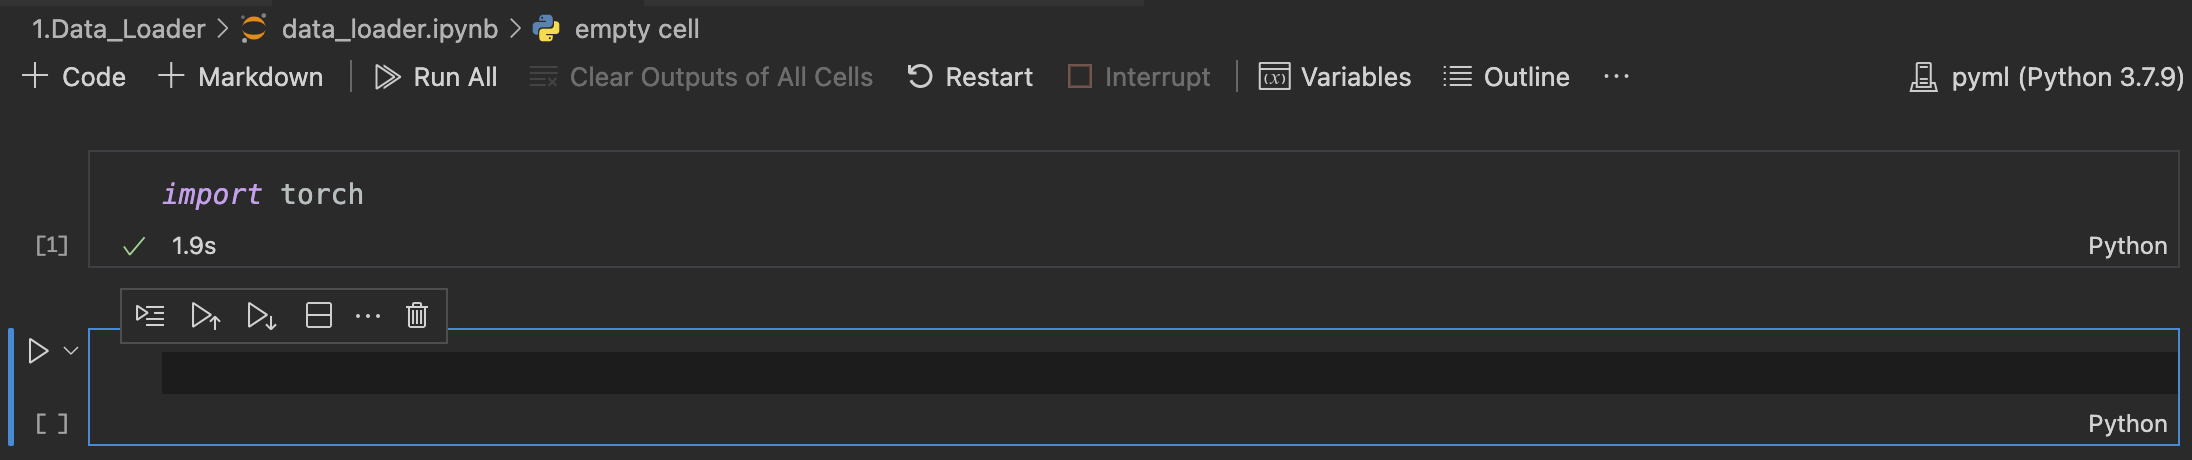 1.Data_Loader > data_loader.ipynb > empty cell
+ Code + Markdown | Run All Clear Outputs of All Cells Restart Interrupt | (x) Variables Outline ... pyml (Python 3.7.9)
import torch
[1] ✓ 1.9s Python
...
[ ] Python